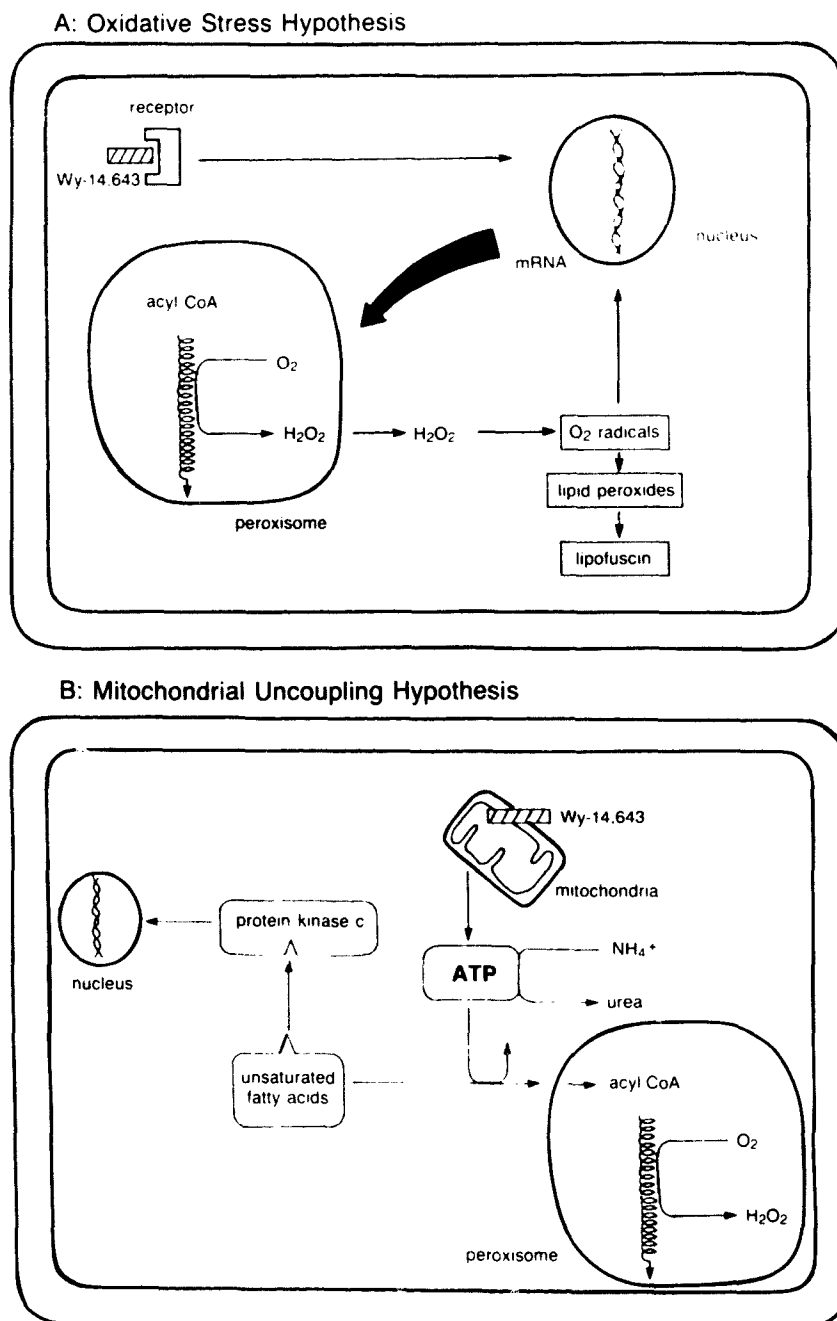 A: Oxidative Stress Hypothesis
receptor
Wy-14.643
nucleus
mRNA
acyl CoA
O₂
H₂O₂
H₂O₂
O₂ radicals
peroxisome
lipid peroxides
lipofuscin
B: Mitochondrial Uncoupling Hypothesis
Wy-14.643
mitochondria
protein kinase c
NH₄⁺
ATP
nucleus
urea
unsaturated
fatty acids
acyl CoA
O₂
H₂O₂
peroxisome